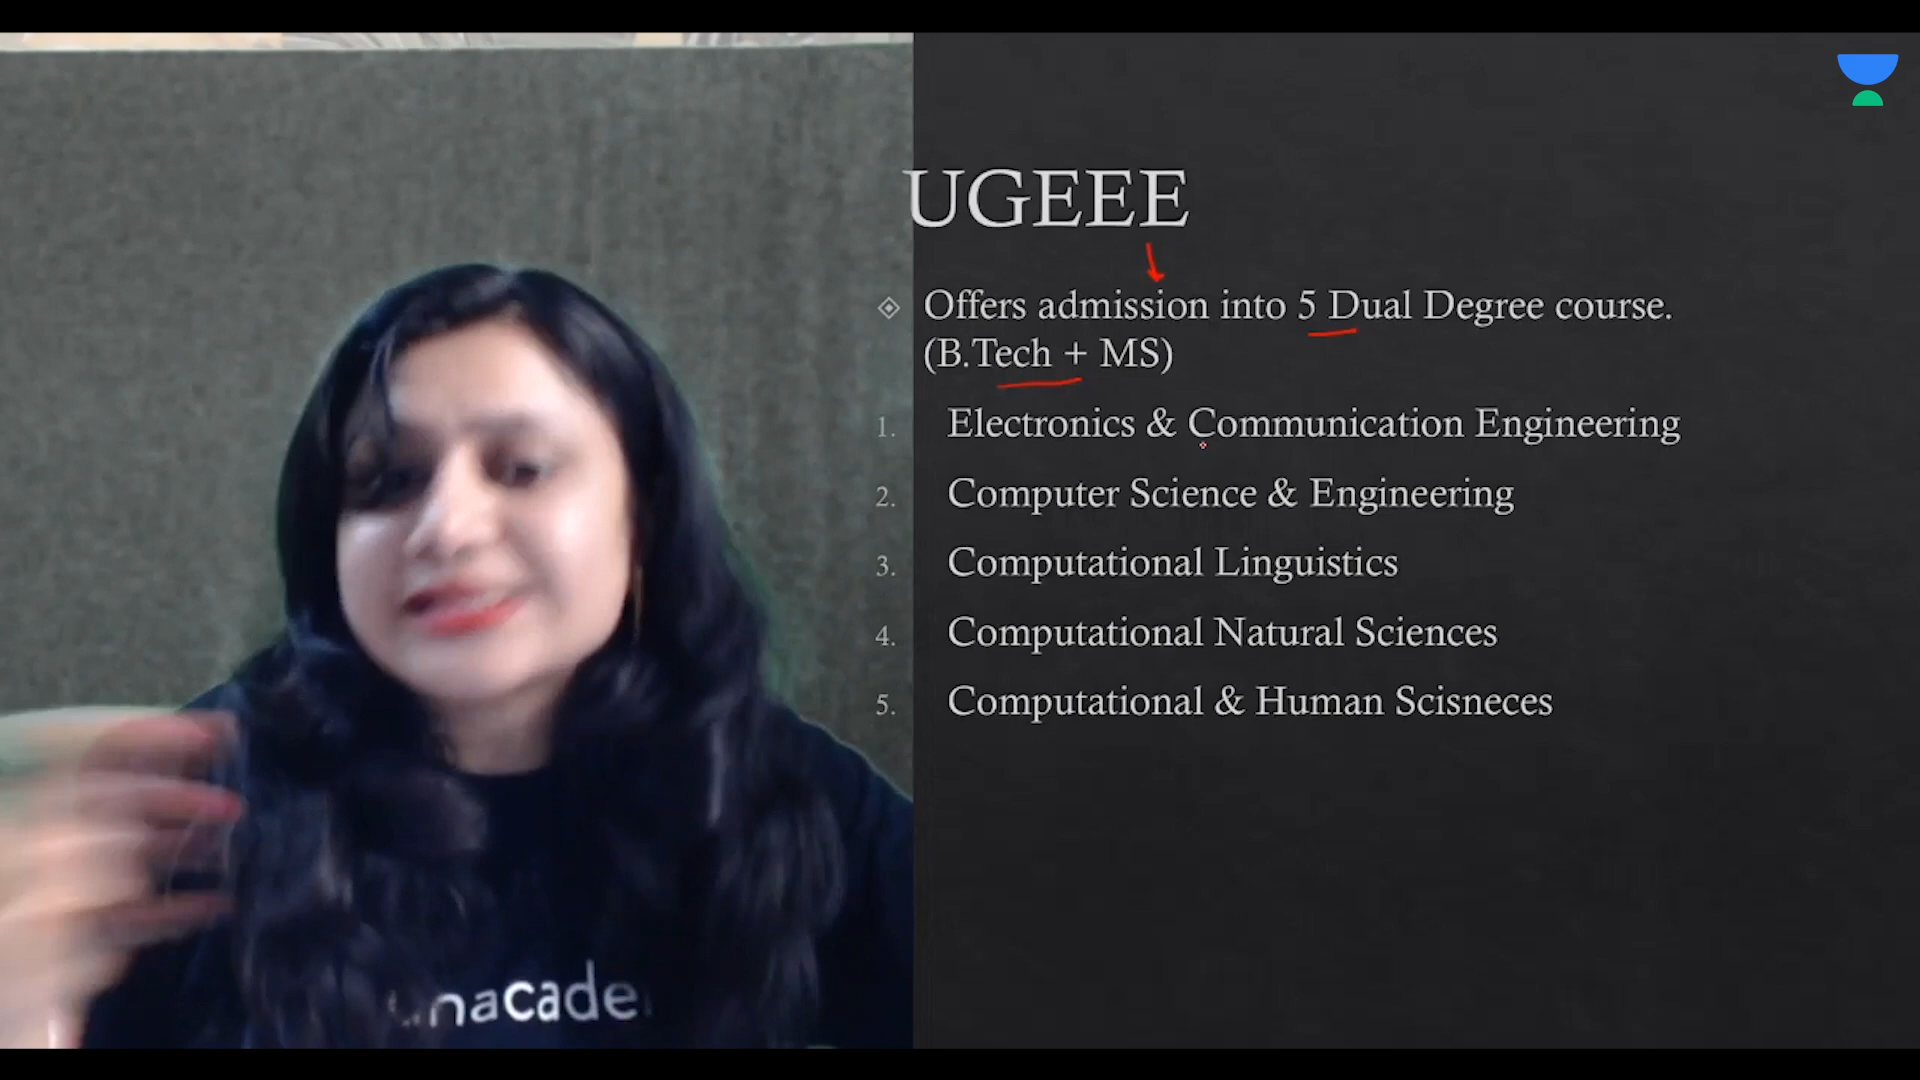 UGEEE
Offers admission into 5 Dual Degree course.
(B.Tech + MS)
1. Electronics & Communication Engineering
2. Computer Science & Engineering
3. Computational Linguistics
4. Computational Natural Sciences
5. Computational & Human Scisneces